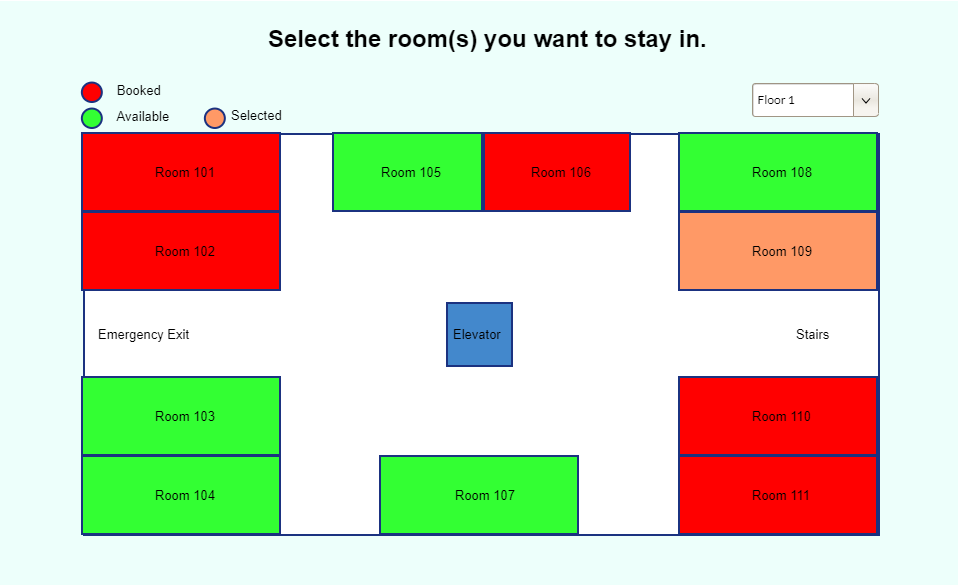 Select the room(s) you want to stay in.
Booked
Available
Selected
Floor 1
Room 101
Room 105
Room 106
Room 108
Room 102
Room 109
Emergency Exit
Elevator
Stairs
Room 103
Room 110
Room 104
Room 107
Room 111